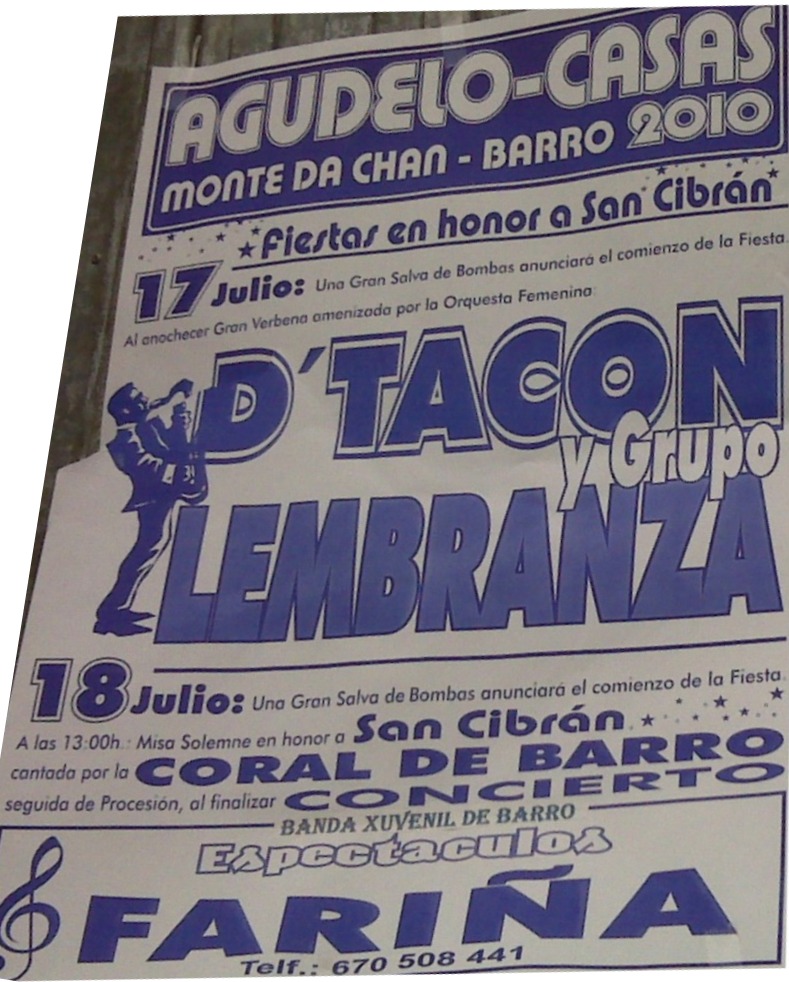 AGUDELO-CASAS
MONTE DA CHAN - BARRO 2010
Fiestas en honor a San Cibrán
17 Julio: Una Gran Salva de Bombas anunciará el comienzo de la Fiesta.
Al anochecer Gran Verbena amenizada por la Orquesta Femenina:
D´TACON
y Grupo
LEMBRANZA
18 Julio: Una Gran Salva de Bombas anunciará el comienzo de la Fiesta.
A las 13:00h.: Misa Solemne en honor a San Cibrán
cantada por la CORAL DE BARRO
seguida de Procesión, al finalizar CONCIERTO
BANDA XUVENIL DE BARRO
Espectaculos
FARIÑA
Telf.: 670 508 441